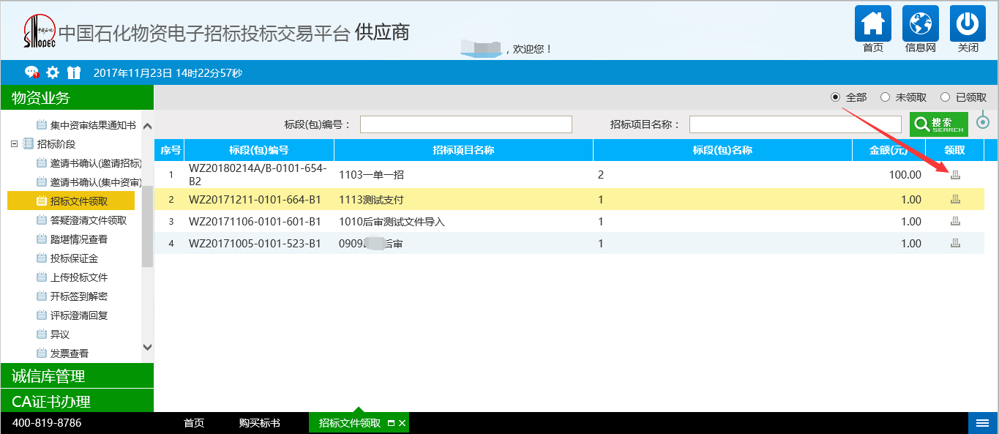 中国石化物资电子招标投标交易平台 供应商
，欢迎您！
首页 信息网 关闭
2017年11月23日 14时22分57秒
物资业务
全部 未领取 已领取
集中资审结果通知书
招标阶段
邀请书确认(邀请招标)
邀请书确认(集中资审)
招标文件领取
答疑澄清文件领取
踏堪情况查看
投标保证金
上传投标文件
开标签到解密
评标澄清回复
异议
发票查看
诚信库管理
CA证书办理
标段(包)编号： 招标项目名称： 搜索 SEARCH
序号 标段(包)编号 招标项目名称 标段(包)名称 金额(元) 领取
1 WZ20180214A/B-0101-654-B2 1103一单一招 2 100.00
2 WZ20171211-0101-664-B1 1113测试支付 1 1.00
3 WZ20171106-0101-601-B1 1010后审测试文件导入 1 1.00
4 WZ20171005-0101-523-B1 0909 后审 1 1.00
400-819-8786 首页 购买标书 招标文件领取